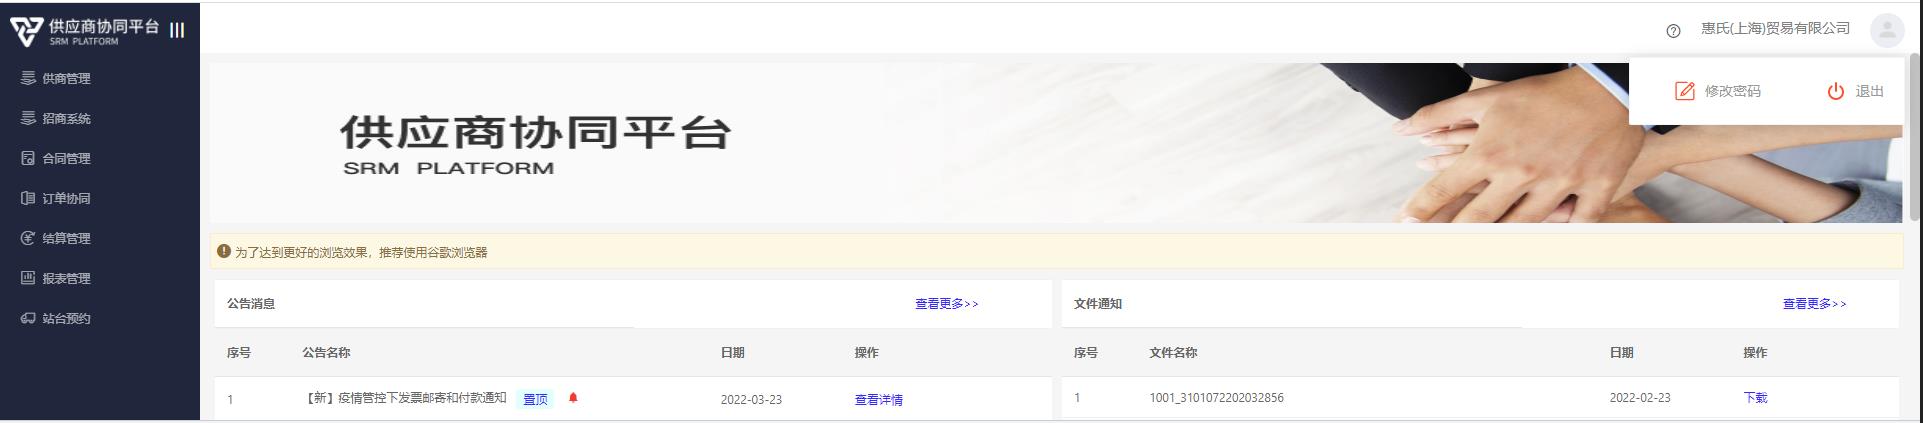 供应商协同平台
SRM PLATFORM
惠氏(上海)贸易有限公司
修改密码 退出
供商管理
招商系统
合同管理
订单协同
结算管理
报表管理
站台预约
供应商协同平台
SRM PLATFORM
为了达到更好的浏览效果，推荐使用谷歌浏览器
公告消息 查看更多>>
序号 公告名称 日期 操作
1 【新】疫情管控下发票邮寄和付款通知 置顶 2022-03-23 查看详情
文件通知 查看更多>>
序号 文件名称 日期 操作
1 1001_3101072202032856 2022-02-23 下载